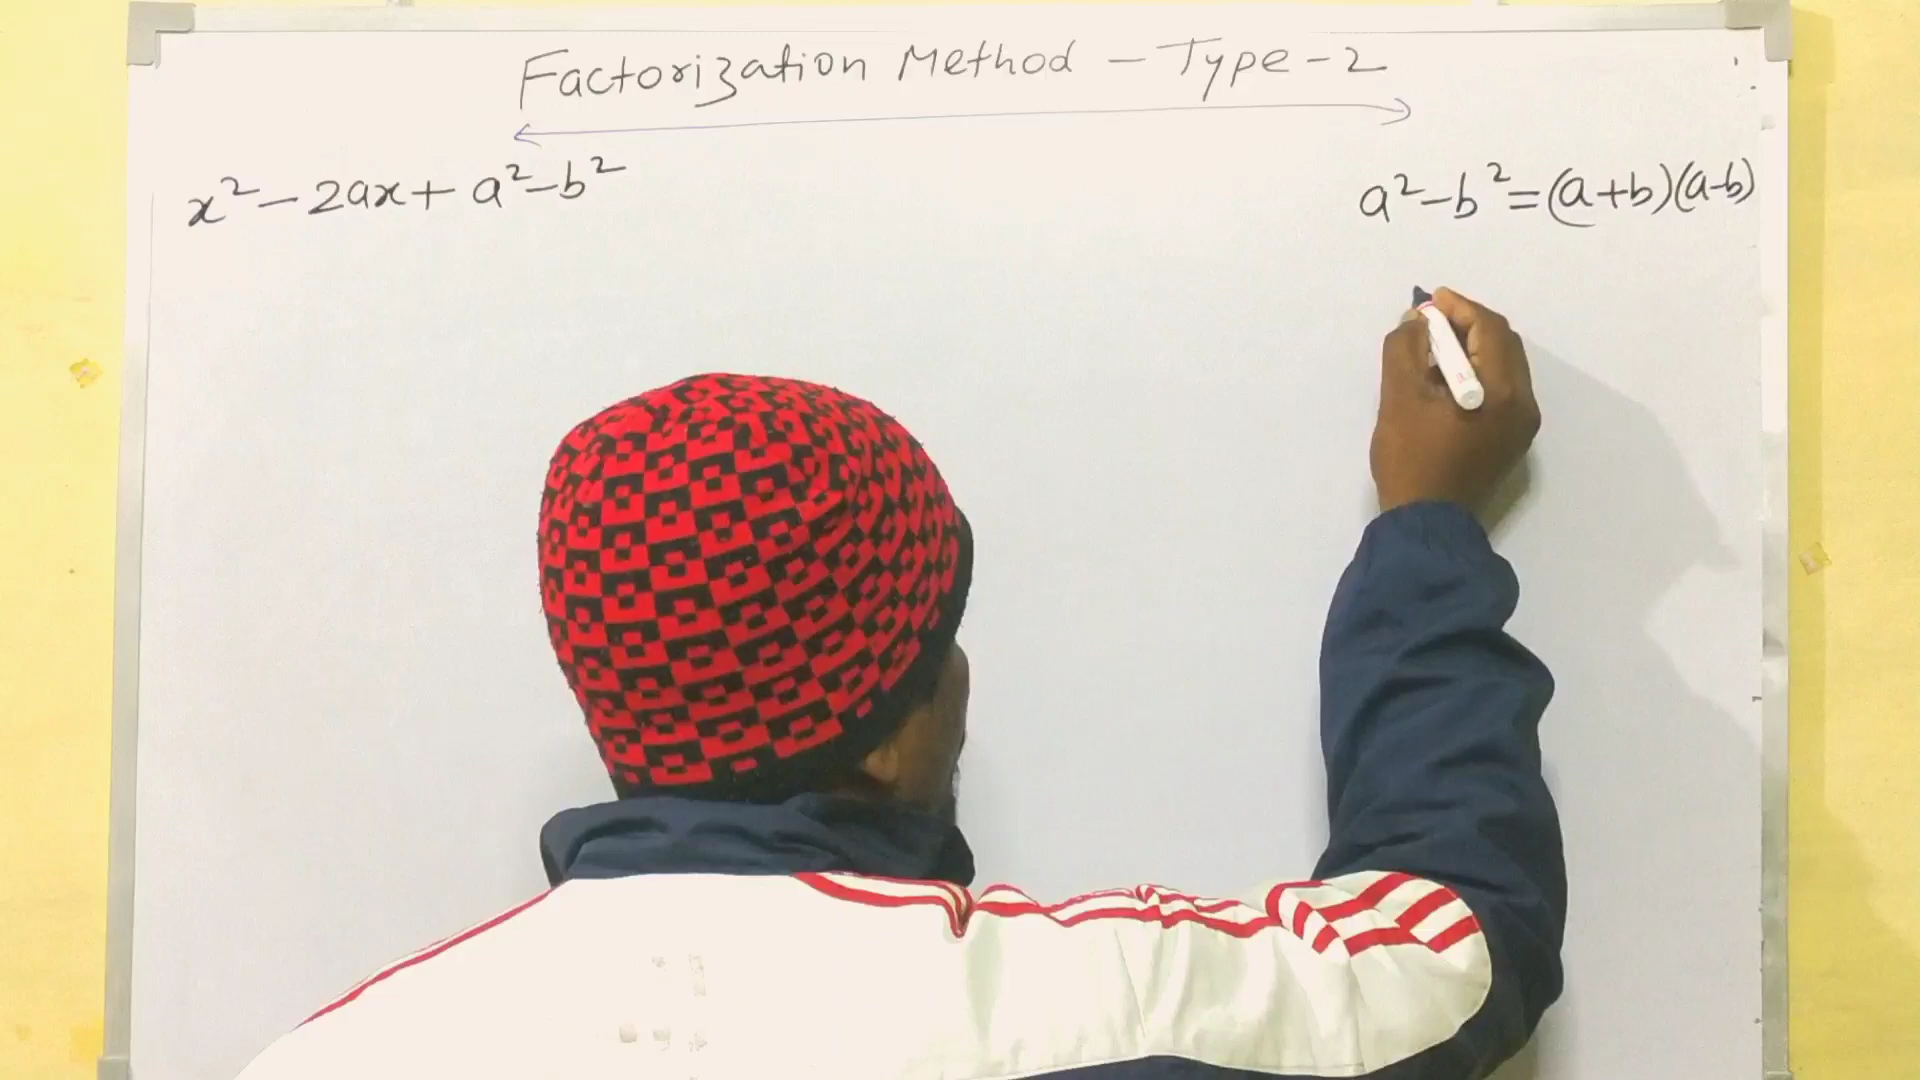 Factorization Method - Type-2
x² - 2ax + a² - b²
a² - b² = (a+b)(a-b)